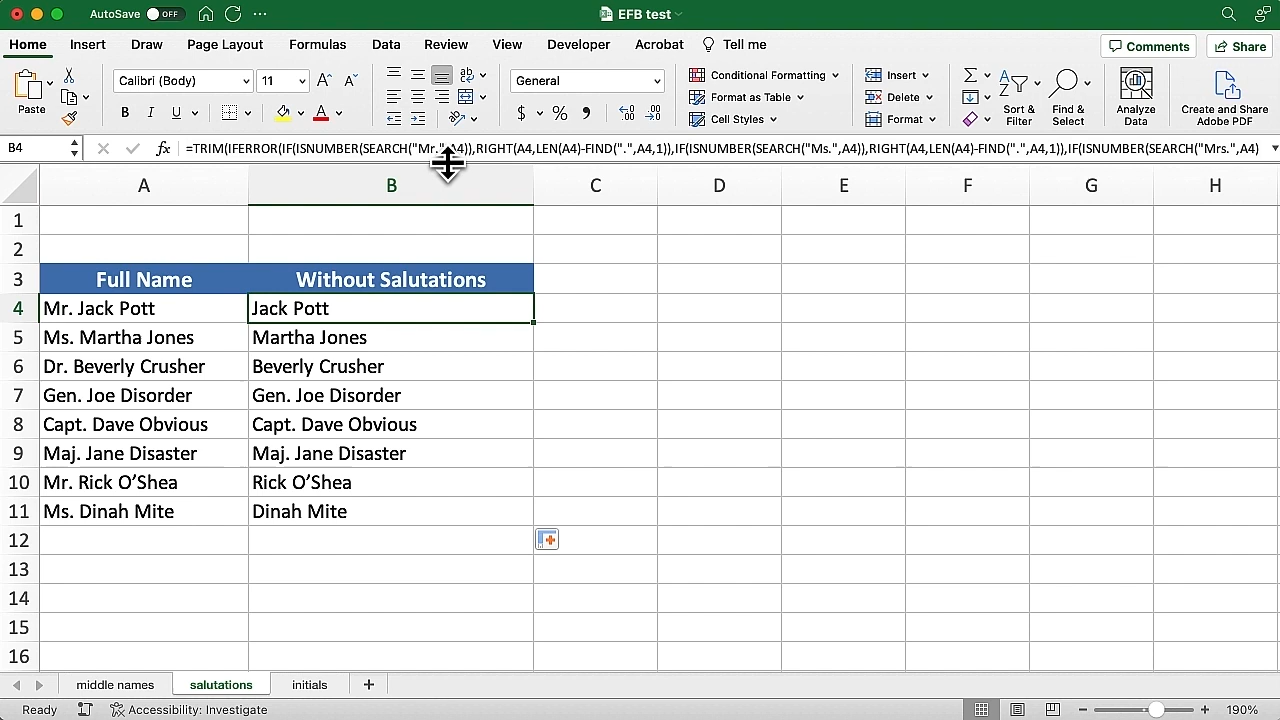 AutoSave OFF ... EFB test
Home Insert Draw Page Layout Formulas Data Review View Developer Acrobat Tell me Comments Share
Paste
Calibri (Body) 11 A A
B I U A
ab
General
$ % 9 .00 .00
Conditional Formatting
Format as Table
Cell Styles
Insert
Delete
Format
Sort & Filter
Find & Select
Analyze Data
Create and Share Adobe PDF
B4 fx =TRIM(IFERROR(IF(ISNUMBER(SEARCH("Mr.",A4)),RIGHT(A4,LEN(A4)-FIND(".",A4,1)),IF(ISNUMBER(SEARCH("Ms.",A4)),RIGHT(A4,LEN(A4)-FIND(".",A4,1)),IF(ISNUMBER(SEARCH("Mrs.",A4)
A B C D E F G H
1
2
3 Full Name Without Salutations
4 Mr. Jack Pott Jack Pott
5 Ms. Martha Jones Martha Jones
6 Dr. Beverly Crusher Beverly Crusher
7 Gen. Joe Disorder Gen. Joe Disorder
8 Capt. Dave Obvious Capt. Dave Obvious
9 Maj. Jane Disaster Maj. Jane Disaster
10 Mr. Rick O’Shea Rick O’Shea
11 Ms. Dinah Mite Dinah Mite
12
13
14
15
16
middle names salutations initials +
Ready Accessibility: Investigate 190%